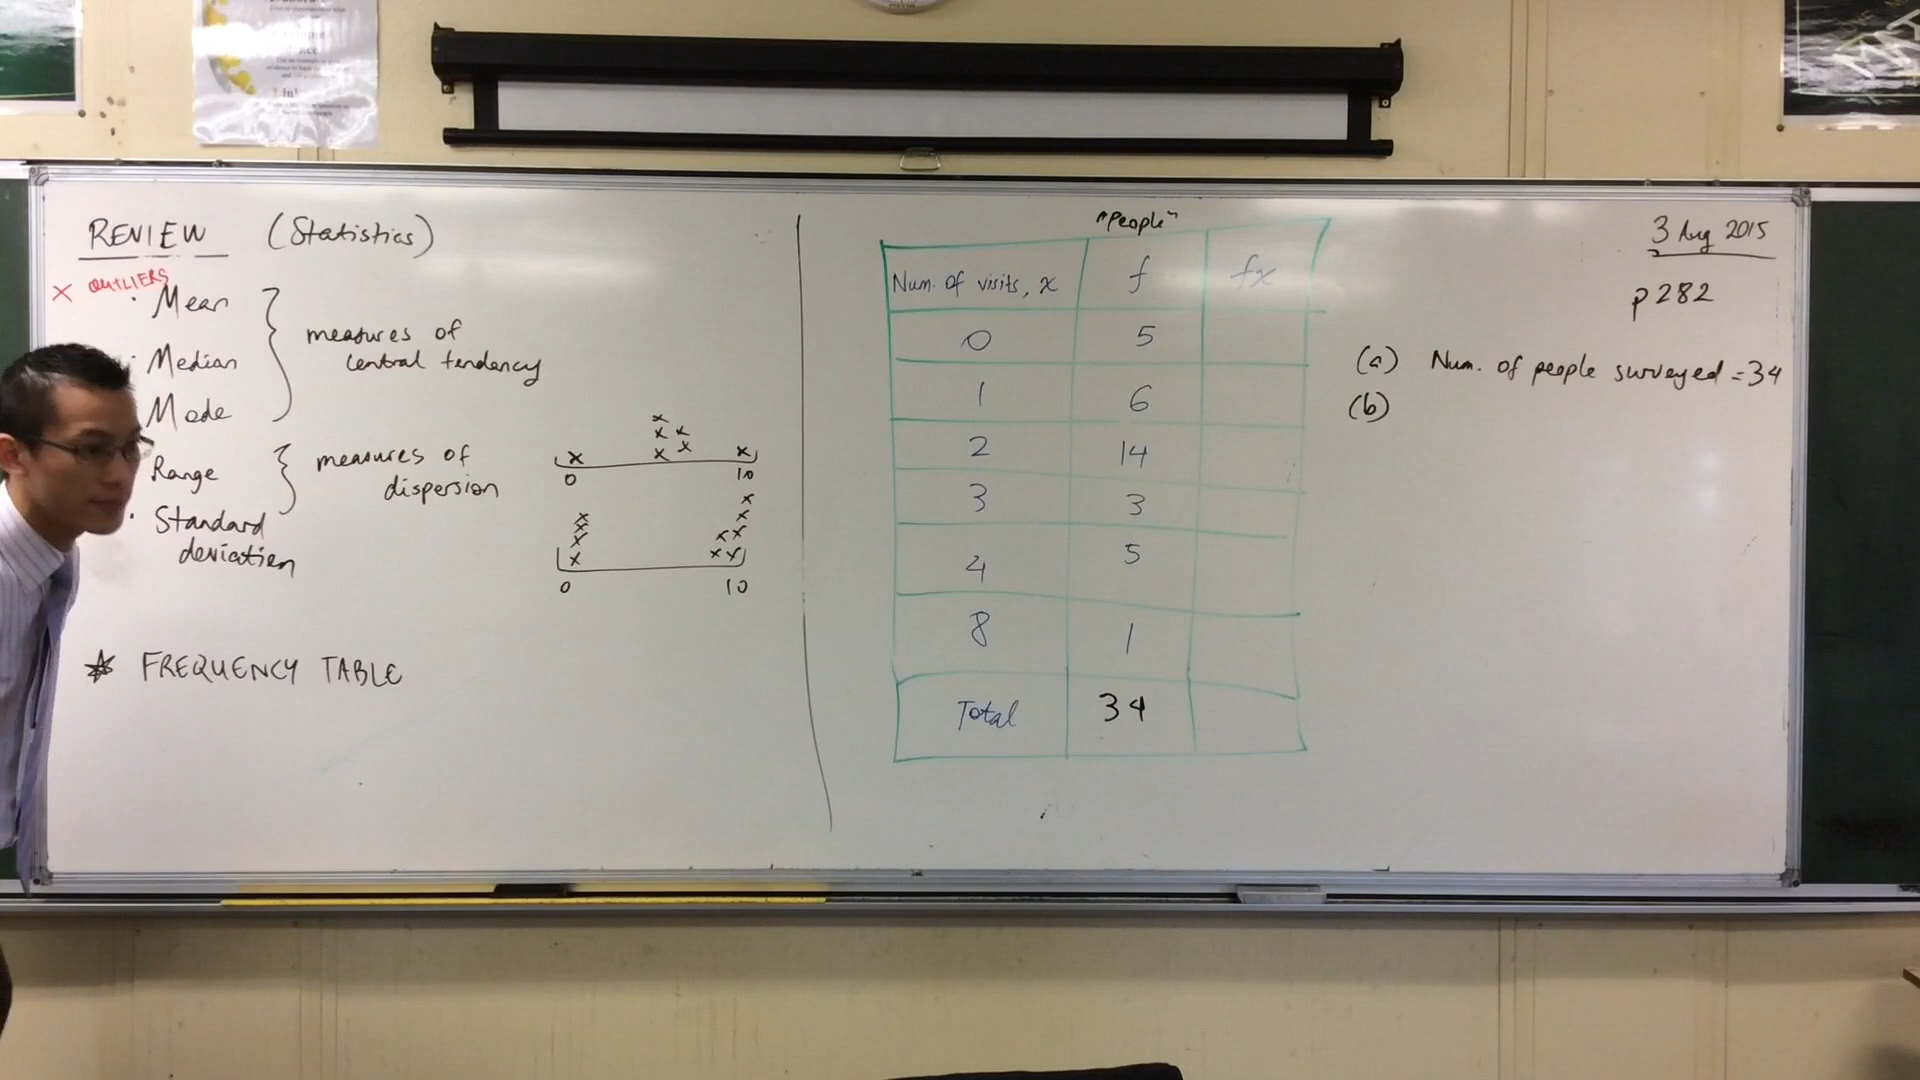 REVIEW (Statistics)
X OUTLIERS
· Mean
· Median
· Mode
measures of
central tendency
Range
· Standard
deviation
measures of
dispersion
0 10
0 10
* FREQUENCY TABLE
"People"
Num. of visits, x f fx
0 5
1 6
2 14
3 3
4 5
8 1
Total 34
3 Aug 2015
p282
(a) Num. of people surveyed = 34
(b)